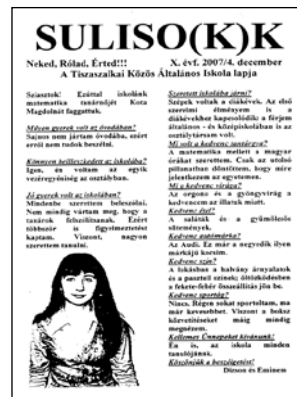 SULISO(K)K
Neked, Rólad, Érted!!! X. évf. 2007/4. december
A Tiszaszalkai Közös Általános Iskola lapja
Sziasztok! Ezúttal iskolánk
matematika tanárnőjét Koza
Magdolnát faggattuk.
Milyen gyerek volt az óvodában?
Sajnos nem jártam óvodába, ezért
erről nem tudok beszélni.
Könnyen beilleszkedett az iskolába?
Igen, én voltam az egyik
vezéregyéniség az osztályban.
Jó gyerek volt az iskolában?
Mindenbe szerettem beleszólni.
Nem mindig vártam meg, hogy a
tanárok felszólítsanak. Ezért
többször is figyelmeztetést
kaptam. Viszont, nagyon
szerettem tanulni.
Szeretett iskolába járni?
Szépek voltak a diákévek. Az első
szerelmi élményem is a
diákévekhez kapcsolódik: a férjem
általán- és középiskolában is az
osztálytársam volt.
Mi volt a kedvenc tantárgya?
A matematika mellett a magyar
órákat szerettem. Csak az utolsó
pillanatban döntöttem, hogy mire
jelentkezem az egyetemen.
Mi a kedvenc virága?
Az orgona és a gyöngyvirág a
kedvencem az illatuk miatt.
Kedvenc étel?
A saláták és a gyümölcsös
sütemények.
Kedvenc autómárka?
Az Audi. Ez már a negyedik ilyen
márkájú kocsim.
Kedvenc szín?
A lakásban a halvány árnyalatok
és a pasztell színek; öltözködésben
a fekete-fehér összeállítás jön be.
Kedvenc sportág?
Nincs. Régen sokat sportoltam, ma
már kevesebbet. Viszont a boksz
közvetítéseket máig mindig
megnézem.
Kellemes Ünnepeket kívánunk!
Én is, az iskola minden
tanulójának.
Köszönjük a beszélgetést!
Dizson és Eminem